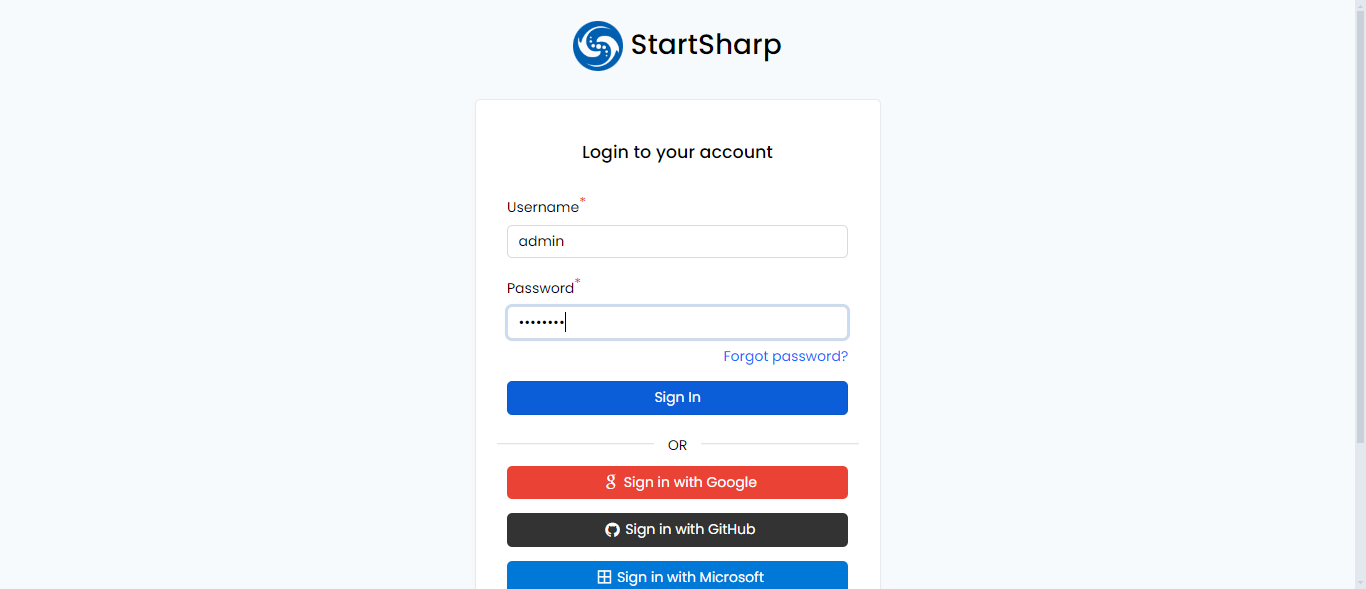 StartSharp
Login to your account
Username*
admin
Password*
••••••••
Forgot password?
Sign In
OR
Sign in with Google
Sign in with GitHub
Sign in with Microsoft